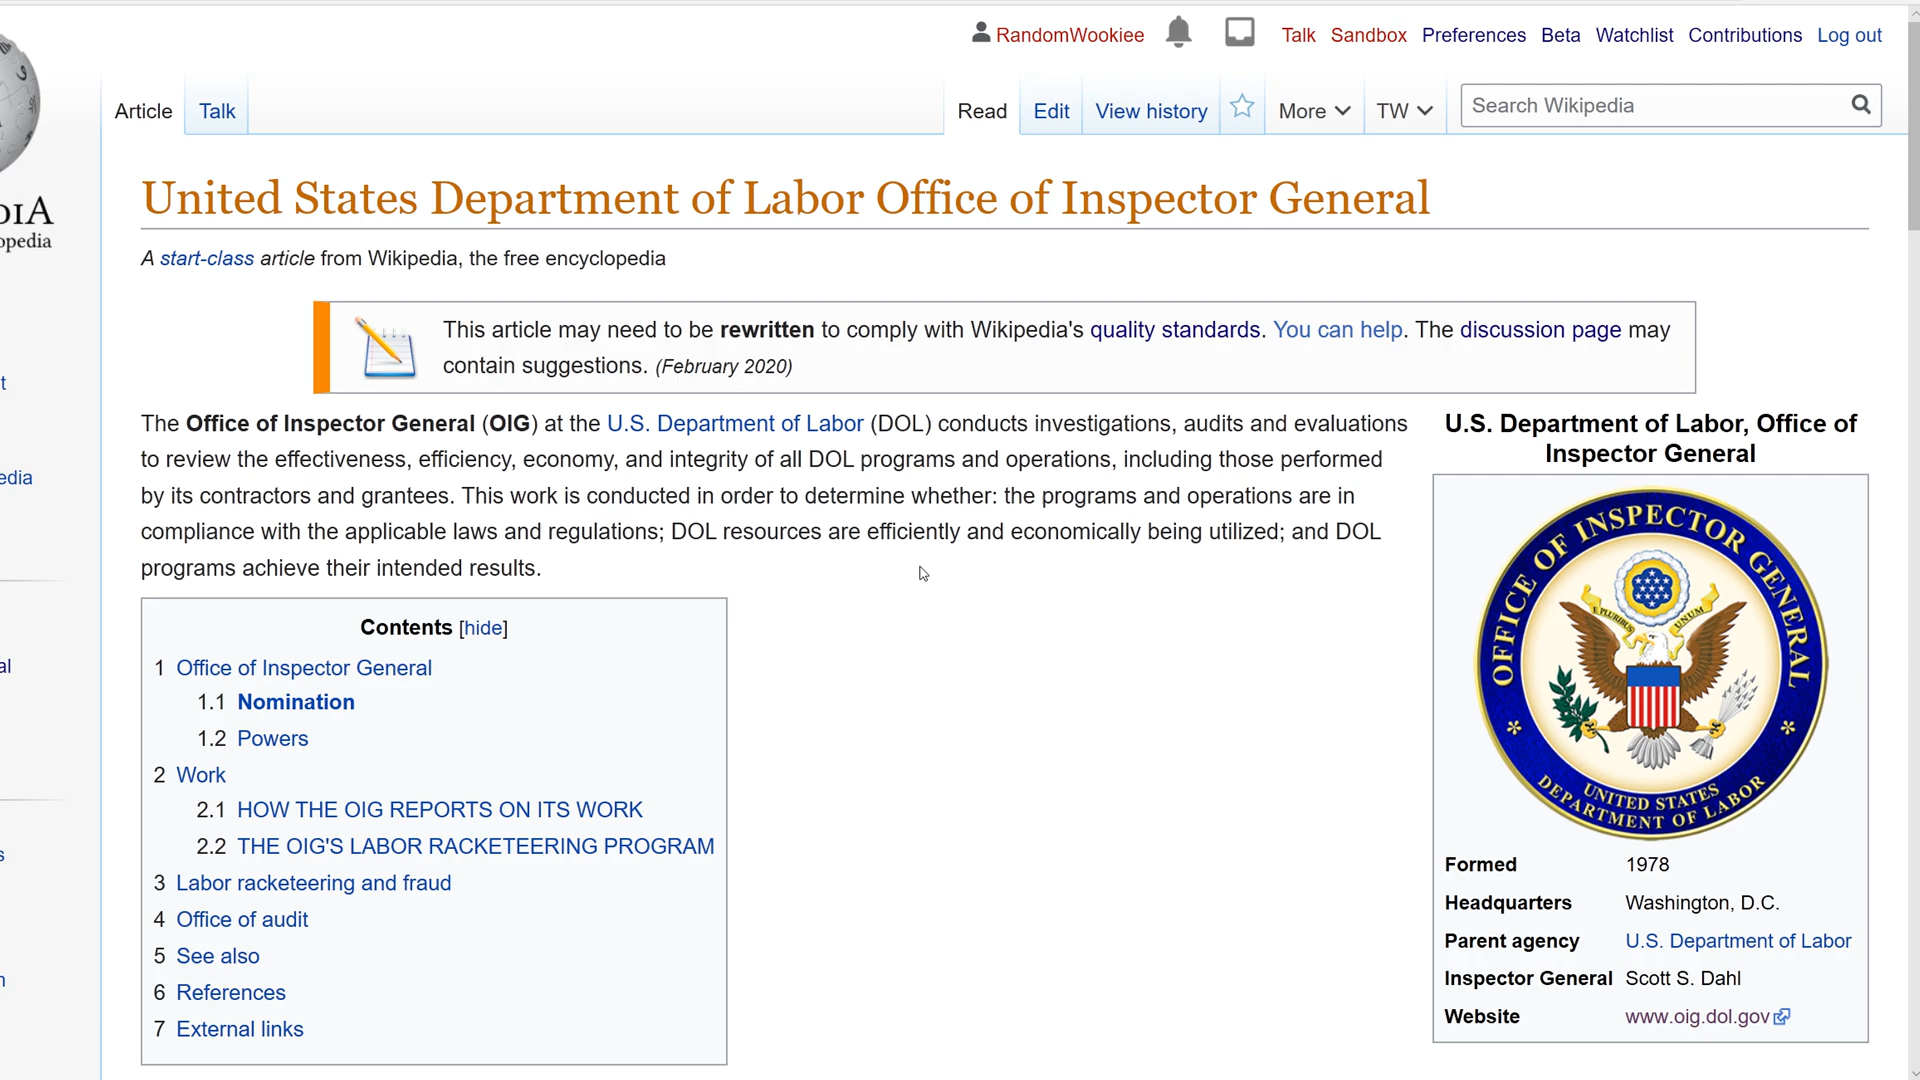 RandomWookiee Talk Sandbox Preferences Beta Watchlist Contributions Log out
Article Talk Read Edit View history More TW Search Wikipedia
United States Department of Labor Office of Inspector General
A start-class article from Wikipedia, the free encyclopedia
This article may need to be rewritten to comply with Wikipedia's quality standards. You can help. The discussion page may
contain suggestions. (February 2020)
The Office of Inspector General (OIG) at the U.S. Department of Labor (DOL) conducts investigations, audits and evaluations
to review the effectiveness, efficiency, economy, and integrity of all DOL programs and operations, including those performed
by its contractors and grantees. This work is conducted in order to determine whether: the programs and operations are in
compliance with the applicable laws and regulations; DOL resources are efficiently and economically being utilized; and DOL
programs achieve their intended results.
Contents [hide]
1 Office of Inspector General
1.1 Nomination
1.2 Powers
2 Work
2.1 HOW THE OIG REPORTS ON ITS WORK
2.2 THE OIG'S LABOR RACKETEERING PROGRAM
3 Labor racketeering and fraud
4 Office of audit
5 See also
6 References
7 External links
U.S. Department of Labor, Office of
Inspector General
OFFICE OF INSPECTOR GENERAL
E PLURIBUS UNUM
UNITED STATES
DEPARTMENT OF LABOR
Formed 1978
Headquarters Washington, D.C.
Parent agency U.S. Department of Labor
Inspector General Scott S. Dahl
Website www.oig.dol.gov